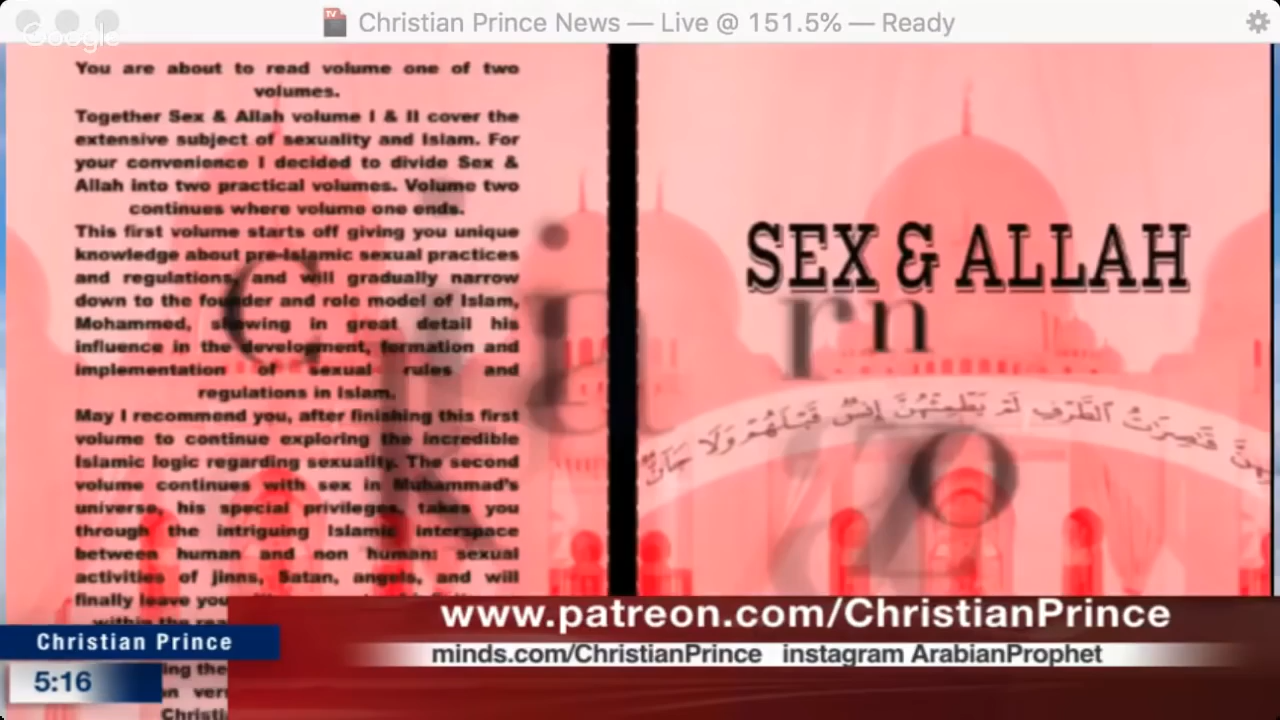 Christian Prince News — Live @ 151.5% — Ready
Google
You are about to read volume one of two
volumes.
Together Sex & Allah volume I & II cover the
extensive subject of sexuality and Islam. For
your convenience I decided to divide Sex &
Allah into two practical volumes. Volume two
continues where volume one ends.
This first volume starts off giving you unique
knowledge about pre-Islamic sexual practices
and regulations, and will gradually narrow
down to the founder and role model of Islam,
Mohammed, showing in great detail his
influence in the development, formation and
implementation of sexual rules and
regulations in Islam.
May I recommend you, after finishing this first
volume to continue exploring the incredible
Islamic logic regarding sexuality. The second
volume continues with sex in Muhammad's
universe, his special privileges, takes you
through the intriguing Islamic interspace
between human and non human: sexual
activities of jinns, Satan, angels, and will
finally leave you
SEX & ALLAH
قَٰصِرَٰتُ ٱلطَّرْفِ لَمْ يَطْمِثْهُنَّ إِنسٌ قَبْلَهُمْ وَلَا جَانٌّ
www.patreon.com/ChristianPrince
minds.com/ChristianPrince instagram ArabianProphet
Christian Prince
5:16